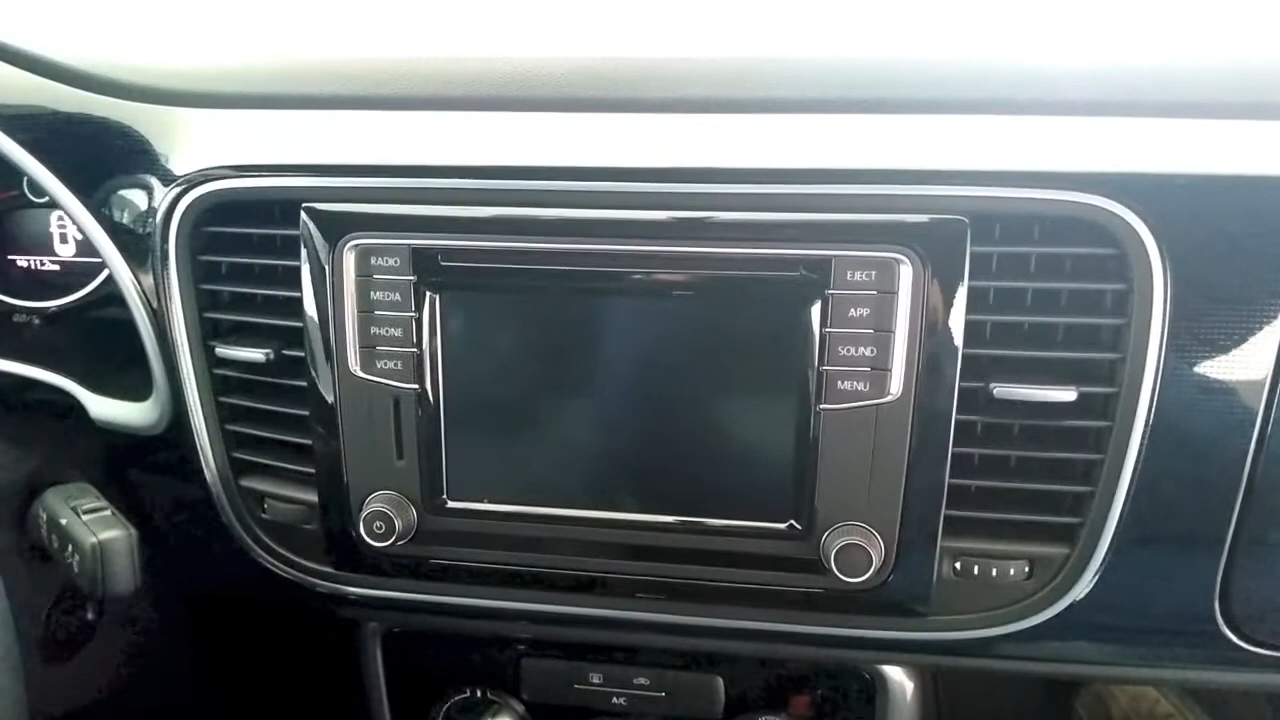 RADIO
MEDIA
PHONE
VOICE
EJECT
APP
SOUND
MENU
A/C